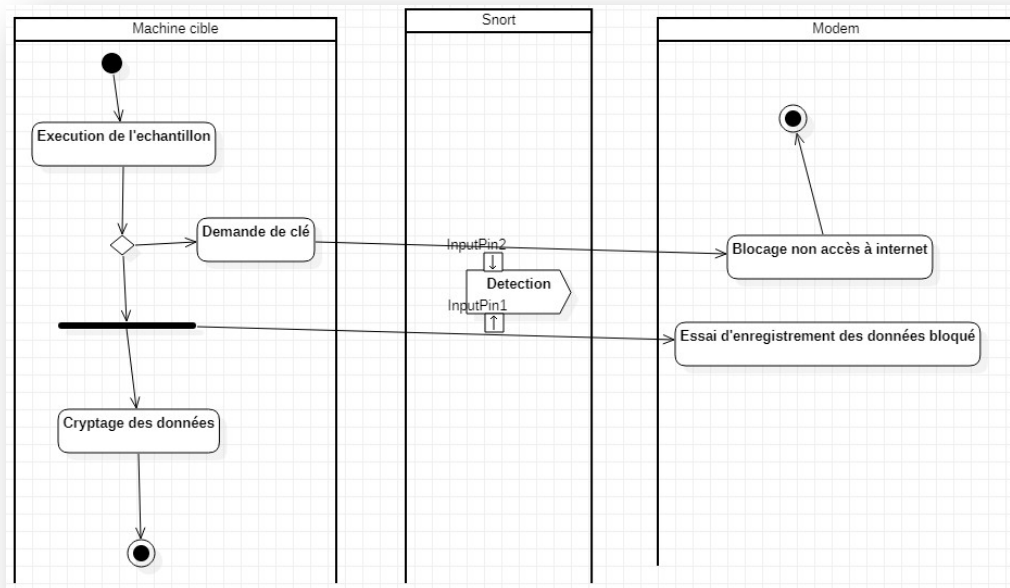 Machine cible
Snort
Modem
Execution de l'echantillon
Demande de clé
InputPin2
Blocage non accès à internet
Detection
InputPin1
Essai d'enregistrement des données bloqué
Cryptage des données